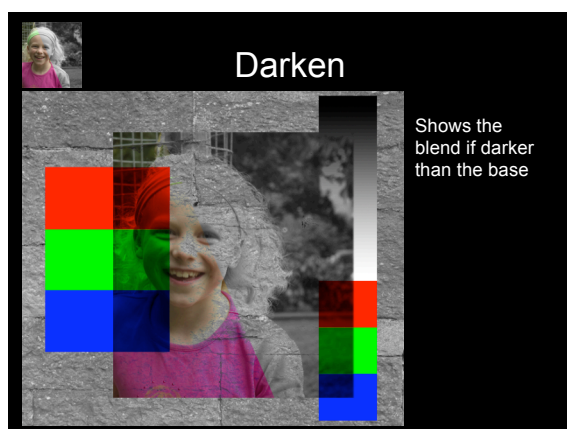 Darken
Shows the
blend if darker
than the base